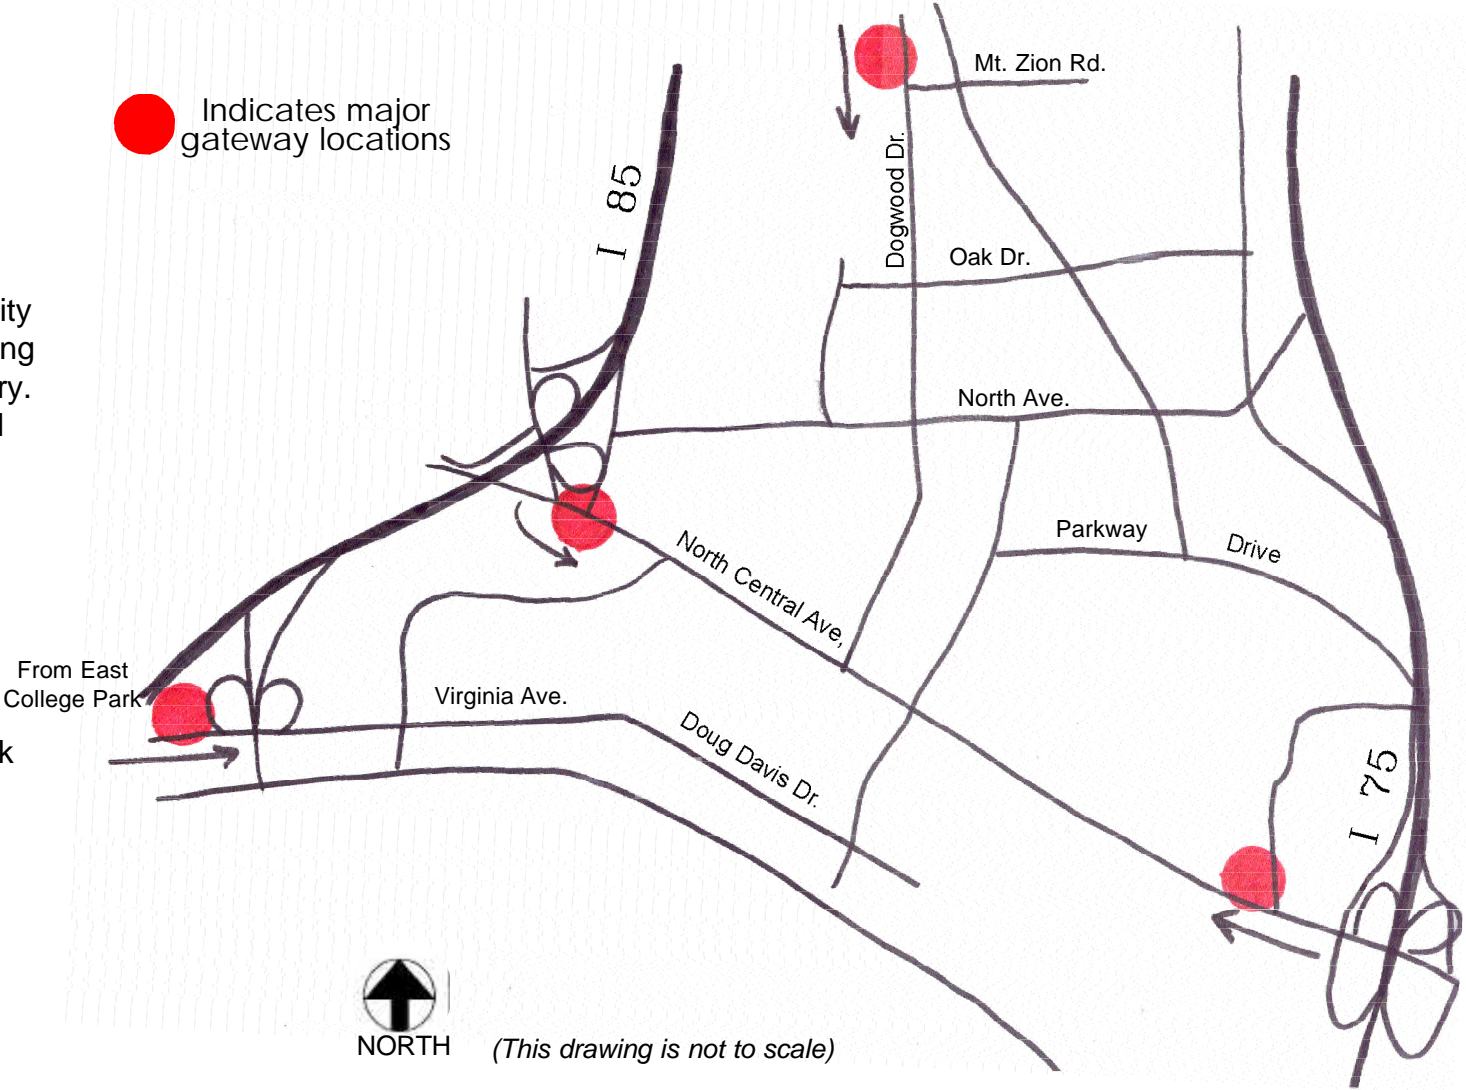 Indicates major
gateway locations
I 85
Mt. Zion Rd.
Dogwood Dr.
Oak Dr.
North Ave.
ity
ng
ry.
l
Parkway Drive
North Central Ave,
From East
College Park
Virginia Ave.
Doug Davis Dr.
k
I 75
NORTH
(This drawing is not to scale)